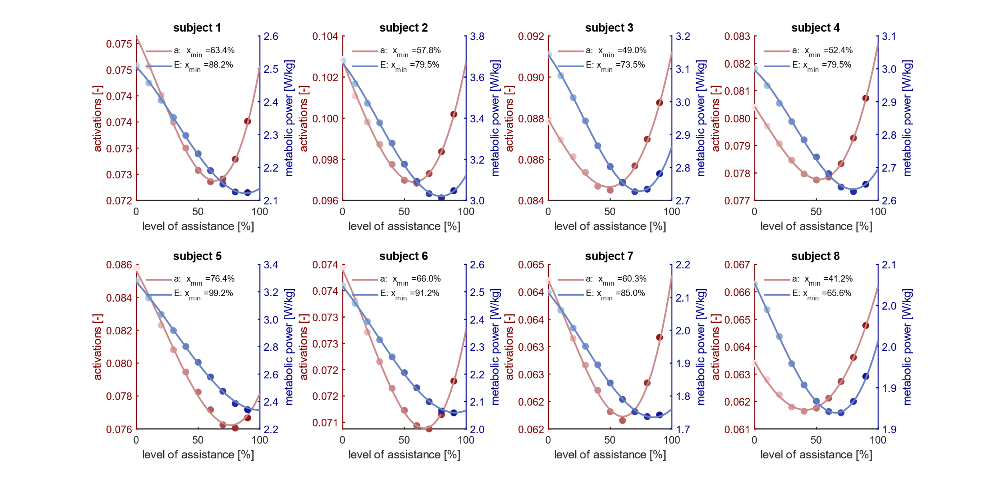 subject 1
a: x_min =63.4%
E: x_min =88.2%
0.075
0.075
0.074
0.074
0.073
0.073
0.072
activations [-]
2.6
2.5
2.4
2.3
2.2
2.1
metabolic power [W/kg]
0 50 100
level of assistance [%]
subject 2
a: x_min =57.8%
E: x_min =79.5%
0.104
0.102
0.100
0.098
0.096
activations [-]
3.8
3.6
3.4
3.2
3.0
metabolic power [W/kg]
0 50 100
level of assistance [%]
subject 3
a: x_min =49.0%
E: x_min =73.5%
0.092
0.090
0.088
0.086
0.084
activations [-]
3.2
3.1
3.0
2.9
2.8
2.7
metabolic power [W/kg]
0 50 100
level of assistance [%]
subject 4
a: x_min =52.4%
E: x_min =79.5%
0.083
0.082
0.081
0.080
0.079
0.078
0.077
activations [-]
3.1
3.0
2.9
2.8
2.7
2.6
metabolic power [W/kg]
0 50 100
level of assistance [%]
subject 5
a: x_min =76.4%
E: x_min =99.2%
0.086
0.084
0.082
0.080
0.078
0.076
activations [-]
3.4
3.2
3.0
2.8
2.6
2.4
2.2
metabolic power [W/kg]
0 50 100
level of assistance [%]
subject 6
a: x_min =66.0%
E: x_min =91.2%
0.074
0.074
0.073
0.073
0.072
0.072
0.071
activations [-]
2.6
2.5
2.4
2.3
2.2
2.1
2.0
metabolic power [W/kg]
0 50 100
level of assistance [%]
subject 7
a: x_min =60.3%
E: x_min =85.0%
0.065
0.064
0.064
0.063
0.063
0.062
0.062
activations [-]
2.2
2.1
2.0
1.9
1.8
1.7
metabolic power [W/kg]
0 50 100
level of assistance [%]
subject 8
a: x_min =41.2%
E: x_min =65.6%
0.067
0.066
0.065
0.064
0.063
0.062
0.061
activations [-]
2.1
2.0
2.0
1.9
1.9
metabolic power [W/kg]
0 50 100
level of assistance [%]